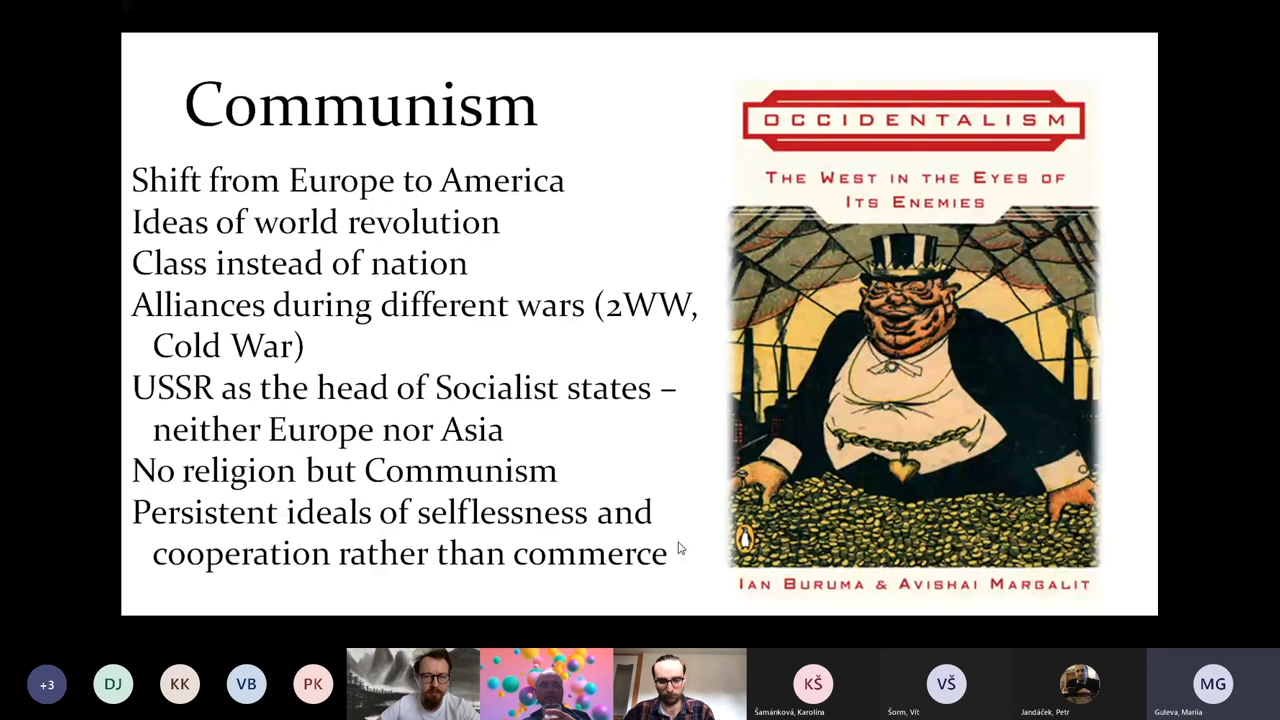 Communism
Shift from Europe to America
Ideas of world revolution
Class instead of nation
Alliances during different wars (2WW,
Cold War)
USSR as the head of Socialist states –
neither Europe nor Asia
No religion but Communism
Persistent ideals of selflessness and
cooperation rather than commerce
OCCIDENTALISM
THE WEST IN THE EYES OF
ITS ENEMIES
IAN BURUMA & AVISHAI MARGALIT
+3
DJ
KK
VB
PK
KŠ
VŠ
MG
Šamánková, Karolína
Šorm, Vít
Jandáček, Petr
Guleva, Mariia